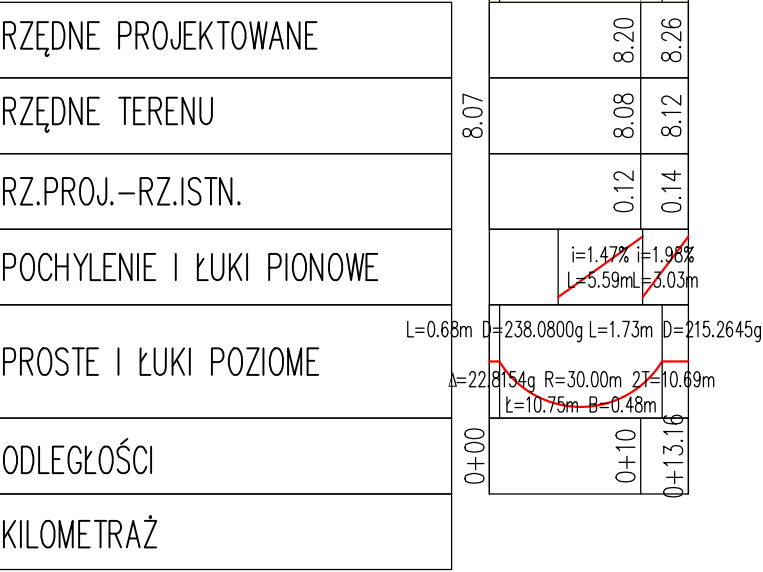 RZĘDNE PROJEKTOWANE
8.20
8.26
RZĘDNE TERENU
8.07
8.08
8.12
RZ.PROJ.–RZ.ISTN.
0.12
0.14
POCHYLENIE I ŁUKI PIONOWE
i=1.47% i=1.98%
L=5.59m L=3.03m
PROSTE I ŁUKI POZIOME
L=0.68m D=238.0800g L=1.73m D=215.2645g
Δ=22.8154g R=30.00m 2T=10.69m
Ł=10.75m B=0.48m
ODLEGŁOŚCI
0+00
0+10
0+13.16
KILOMETRAŻ